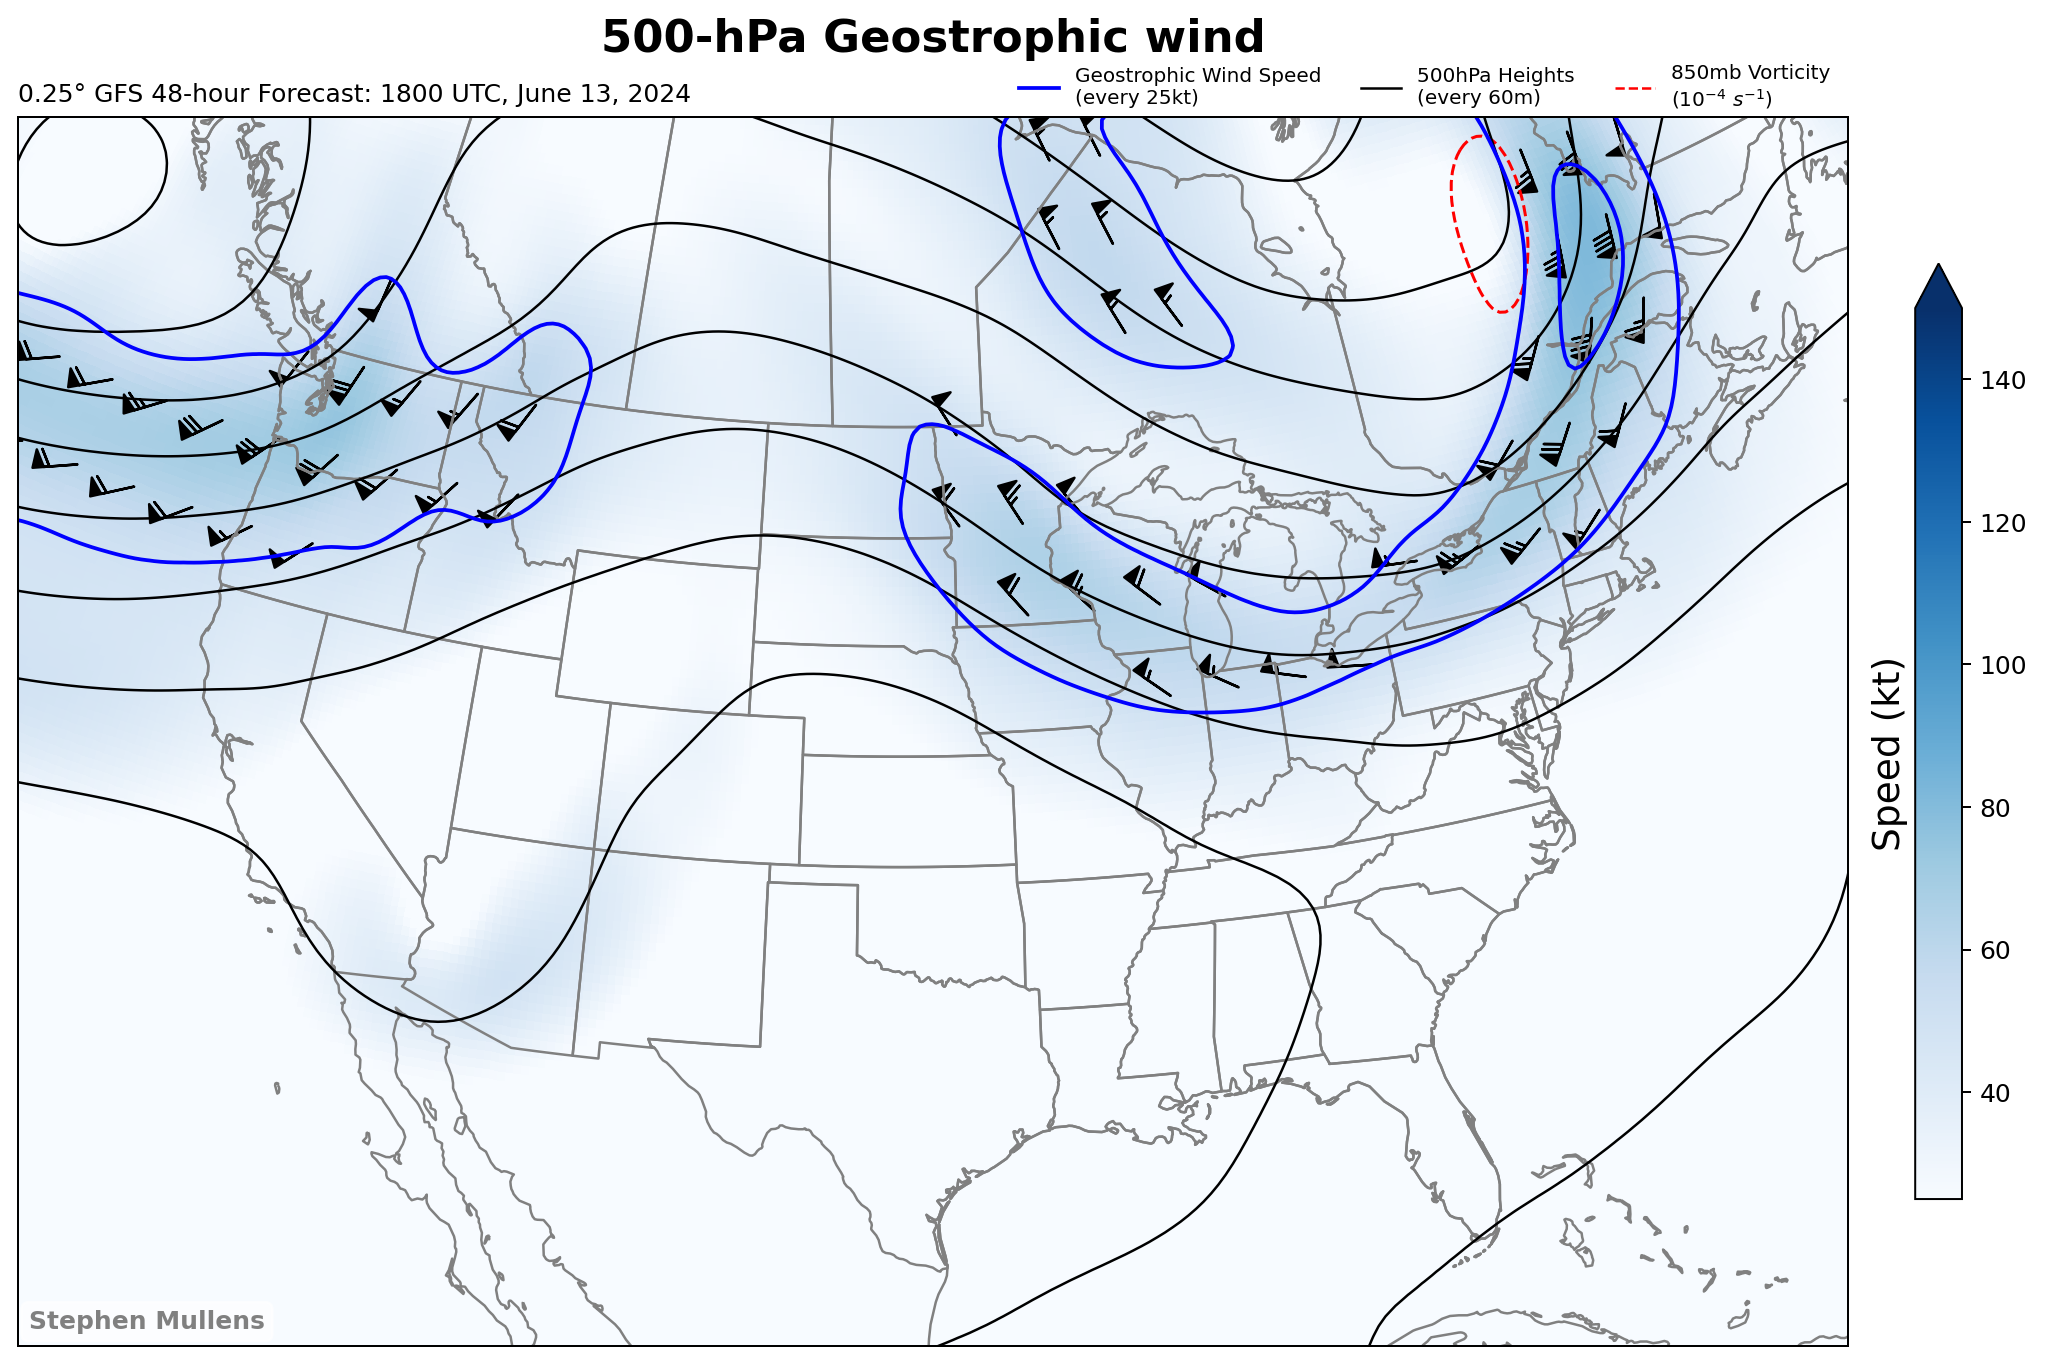 500-hPa Geostrophic wind
0.25° GFS 48-hour Forecast: 1800 UTC, June 13, 2024
Geostrophic Wind Speed
(every 25kt)
500hPa Heights
(every 60m)
850mb Vorticity
(10⁻⁴ s⁻¹)
140
120
100
80
60
40
Speed (kt)
Stephen Mullens